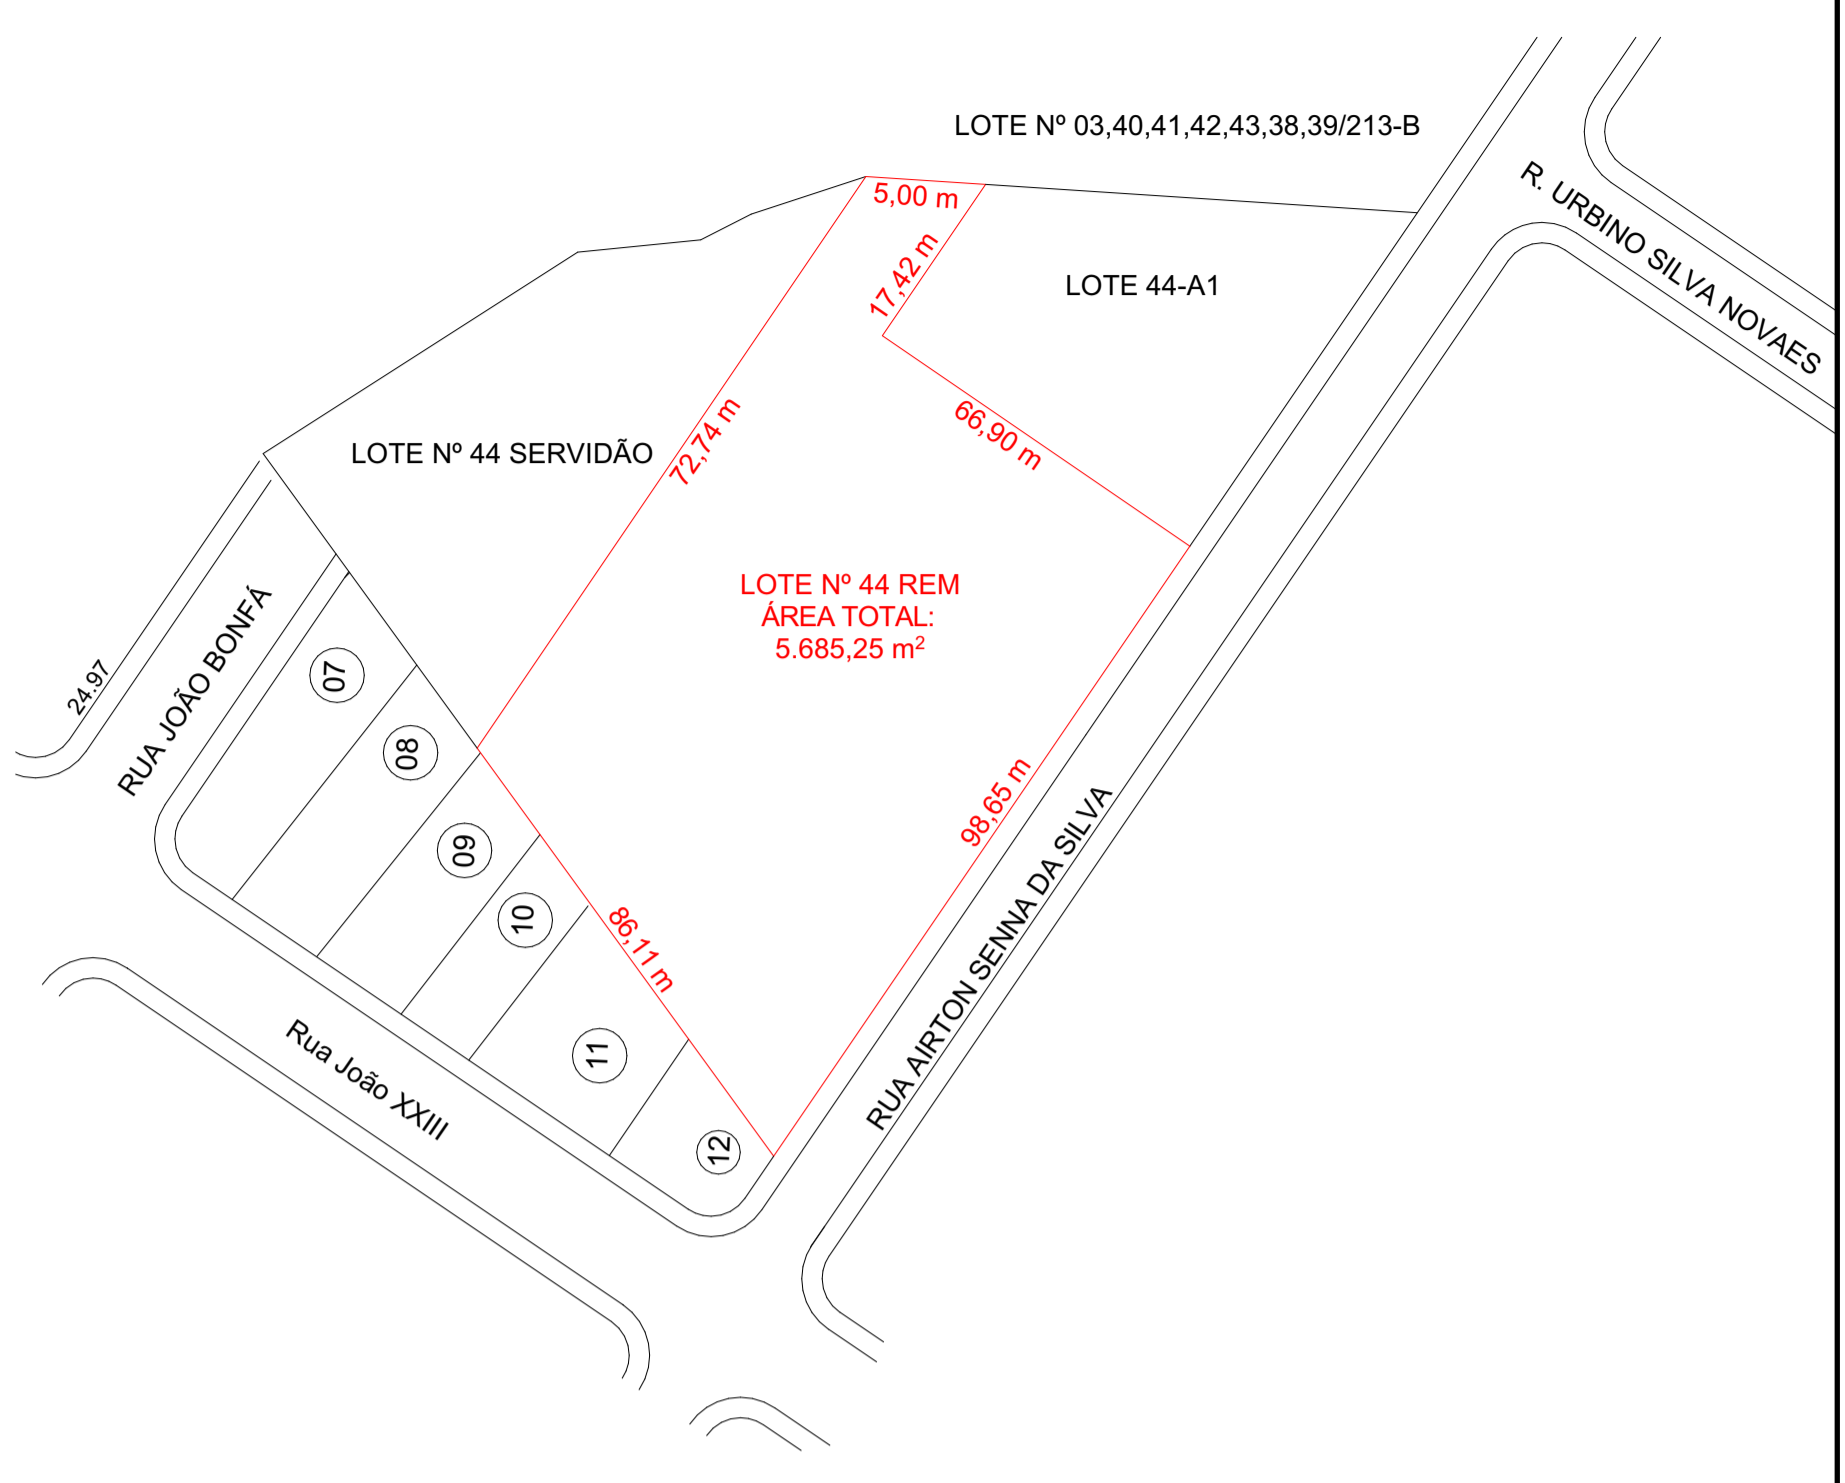 LOTE Nº 03,40,41,42,43,38,39/213-B
5,00 m
R. URBINO SILVA NOVAES
17,42 m
LOTE 44-A1
66,90 m
72,74 m
LOTE Nº 44 SERVIDÃO
LOTE Nº 44 REM
ÁREA TOTAL:
5.685,25 m²
24.97
RUA JOÃO BONFÁ
07
08
09
10
11
12
86,11 m
98,65 m
RUA AIRTON SENNA DA SILVA
Rua João XXIII